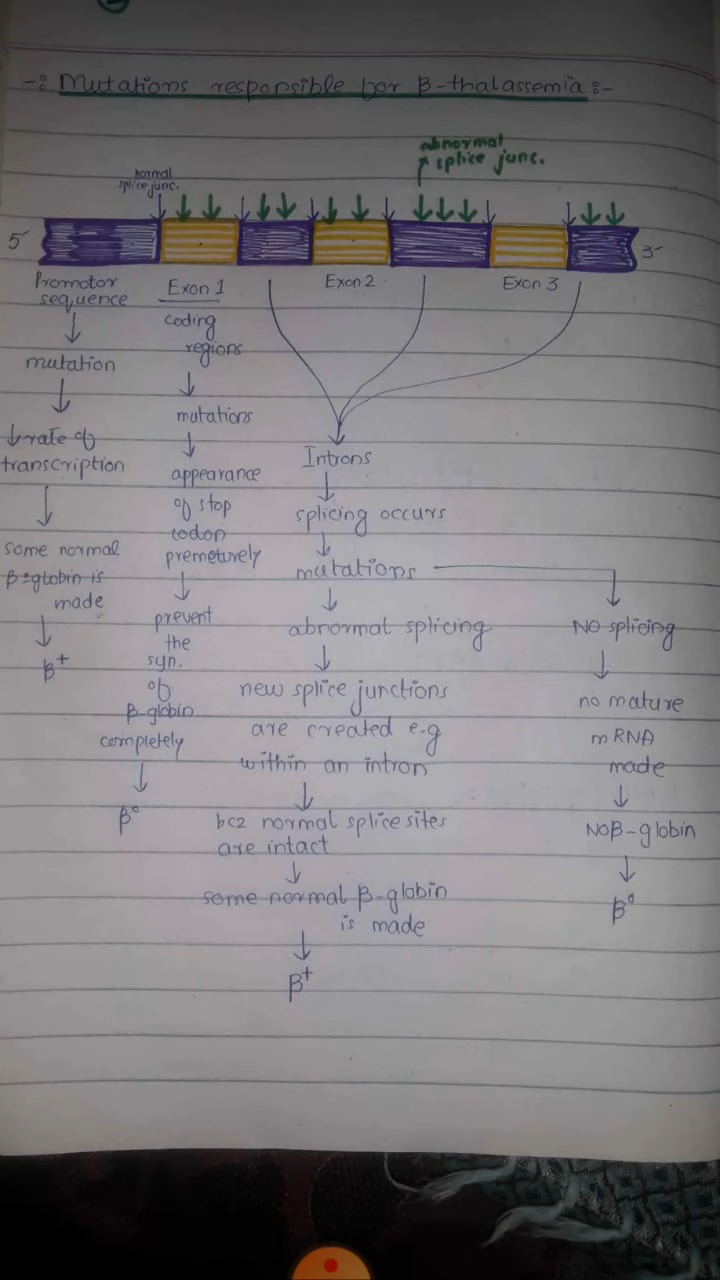 -: Mutations responsible for β-thalassemia :-
abnormal
splice junc.
normal
splice junc.
5′
3′
Promotor
sequence
mutation
↓ rate of
transcription
some normal
β-globin is
made
β+
Exon 1
coding
regions
mutations
appearance
of stop
codon
premeturely
prevent
the
syn.
of
β-globin
completely
β°
Exon 2
Exon 3
Introns
splicing occurs
mutations
abnormal splicing
new splice junctions
are created e.g
within an intron
bcz normal splice sites
are intact
some normal β-globin
is made
β+
No splicing
no mature
mRNA
made
No β-globin
β°